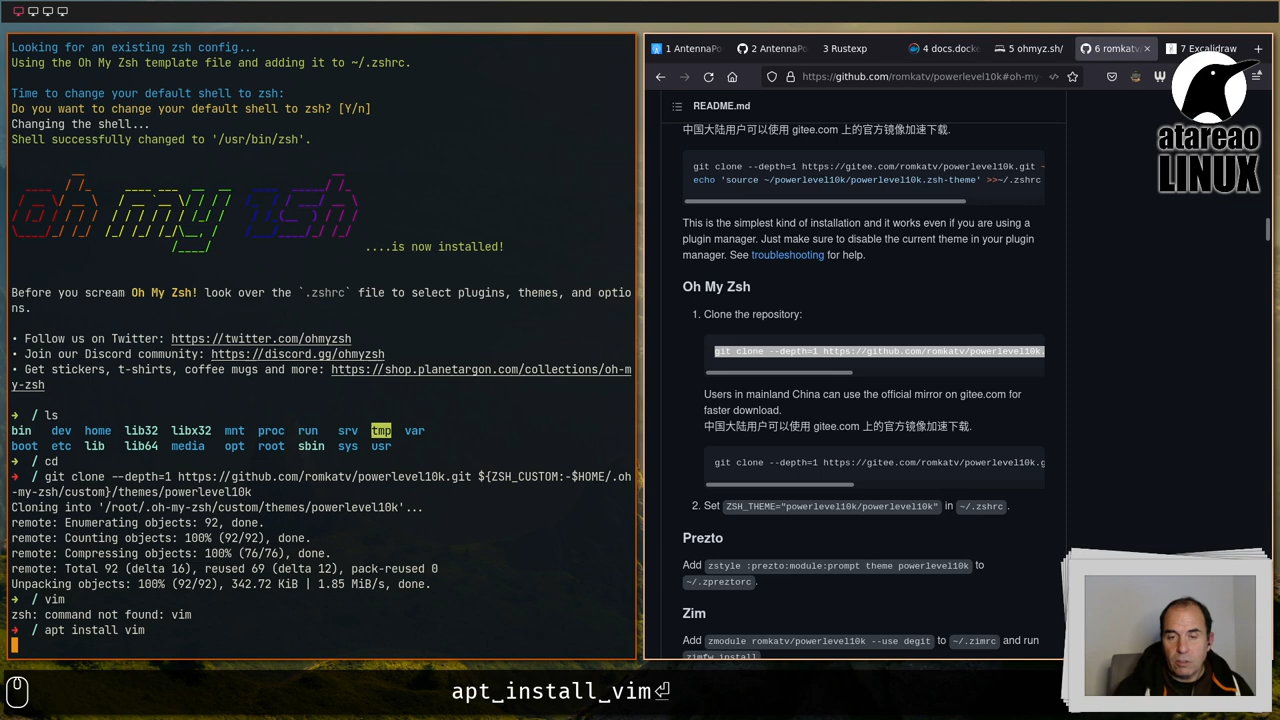 Looking for an existing zsh config...
Using the Oh My Zsh template file and adding it to ~/.zshrc.
Time to change your default shell to zsh:
Do you want to change your default shell to zsh? [Y/n]
Changing the shell...
Shell successfully changed to '/usr/bin/zsh'.
....is now installed!
Before you scream Oh My Zsh! look over the `.zshrc` file to select plugins, themes, and optio
ns.
• Follow us on Twitter: https://twitter.com/ohmyzsh
• Join our Discord community: https://discord.gg/ohmyzsh
• Get stickers, t-shirts, coffee mugs and more: https://shop.planetargon.com/collections/oh-m
y-zsh
➜ / ls
bin dev home lib32 libx32 mnt proc run srv tmp var
boot etc lib lib64 media opt root sbin sys usr
➜ / cd
➜ / git clone --depth=1 https://github.com/romkatv/powerlevel10k.git ${ZSH_CUSTOM:-$HOME/.oh
-my-zsh/custom}/themes/powerlevel10k
Cloning into '/root/.oh-my-zsh/custom/themes/powerlevel10k'...
remote: Enumerating objects: 92, done.
remote: Counting objects: 100% (92/92), done.
remote: Compressing objects: 100% (76/76), done.
remote: Total 92 (delta 16), reused 69 (delta 12), pack-reused 0
Unpacking objects: 100% (92/92), 342.72 KiB | 1.85 MiB/s, done.
➜ / vim
zsh: command not found: vim
➜ / apt install vim
1 AntennaPo 2 AntennaPo 3 Rustexp 4 docs.docke 5 ohmyz.sh/ 6 romkatv 7 Excalidraw
https://github.com/romkatv/powerlevel10k#oh-my-
atareao
LINUX
README.md
中国大陆用户可以使用 gitee.com 上的官方镜像加速下载.
git clone --depth=1 https://gitee.com/romkatv/powerlevel10k.git ~
echo 'source ~/powerlevel10k/powerlevel10k.zsh-theme' >>~/.zshrc
This is the simplest kind of installation and it works even if you are using a
plugin manager. Just make sure to disable the current theme in your plugin
manager. See troubleshooting for help.
Oh My Zsh
1. Clone the repository:
git clone --depth=1 https://github.com/romkatv/powerlevel10k.
Users in mainland China can use the official mirror on gitee.com for
faster download.
中国大陆用户可以使用 gitee.com 上的官方镜像加速下载.
git clone --depth=1 https://gitee.com/romkatv/powerlevel10k.g
2. Set ZSH_THEME="powerlevel10k/powerlevel10k" in ~/.zshrc.
Prezto
Add zstyle :prezto:module:prompt theme powerlevel10k to
~/.zpreztorc.
Zim
Add zmodule romkatv/powerlevel10k --use degit to ~/.zimrc and run
zimfw install
apt␣install␣vim⏎